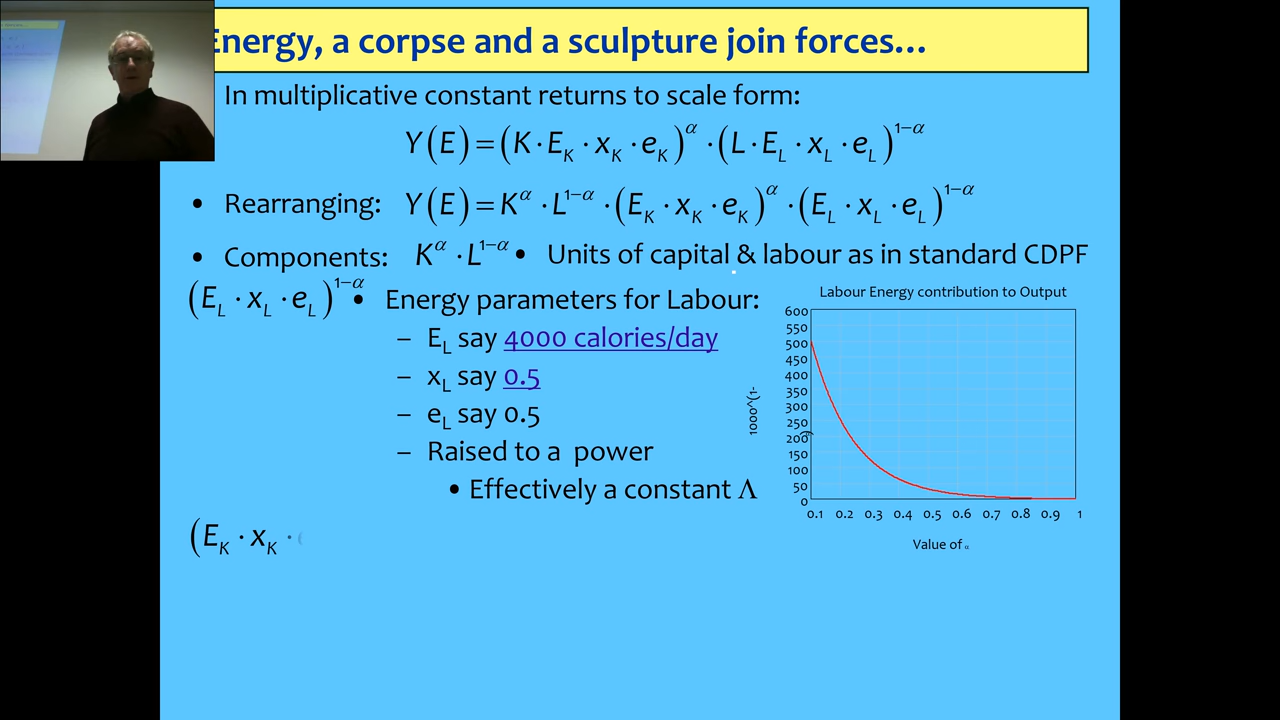 Energy, a corpse and a sculpture join forces…
In multiplicative constant returns to scale form:
Y(E) = (K · E_K · x_K · e_K)^α · (L · E_L · x_L · e_L)^{1−α}
• Rearranging: Y(E) = K^α · L^{1−α} · (E_K · x_K · e_K)^α · (E_L · x_L · e_L)^{1−α}
• Components: K^α · L^{1−α} • Units of capital & labour as in standard CDPF
(E_L · x_L · e_L)^{1−α} • Energy parameters for Labour:
– E_L say 4000 calories/day
– x_L say 0.5
– e_L say 0.5
– Raised to a power
• Effectively a constant Λ
(E_K · x_K ·
Labour Energy contribution to Output
600
550
500
450
400
350
300
250
200
150
100
50
0
1000^(1-
)
0.1 0.2 0.3 0.4 0.5 0.6 0.7 0.8 0.9 1
Value of α